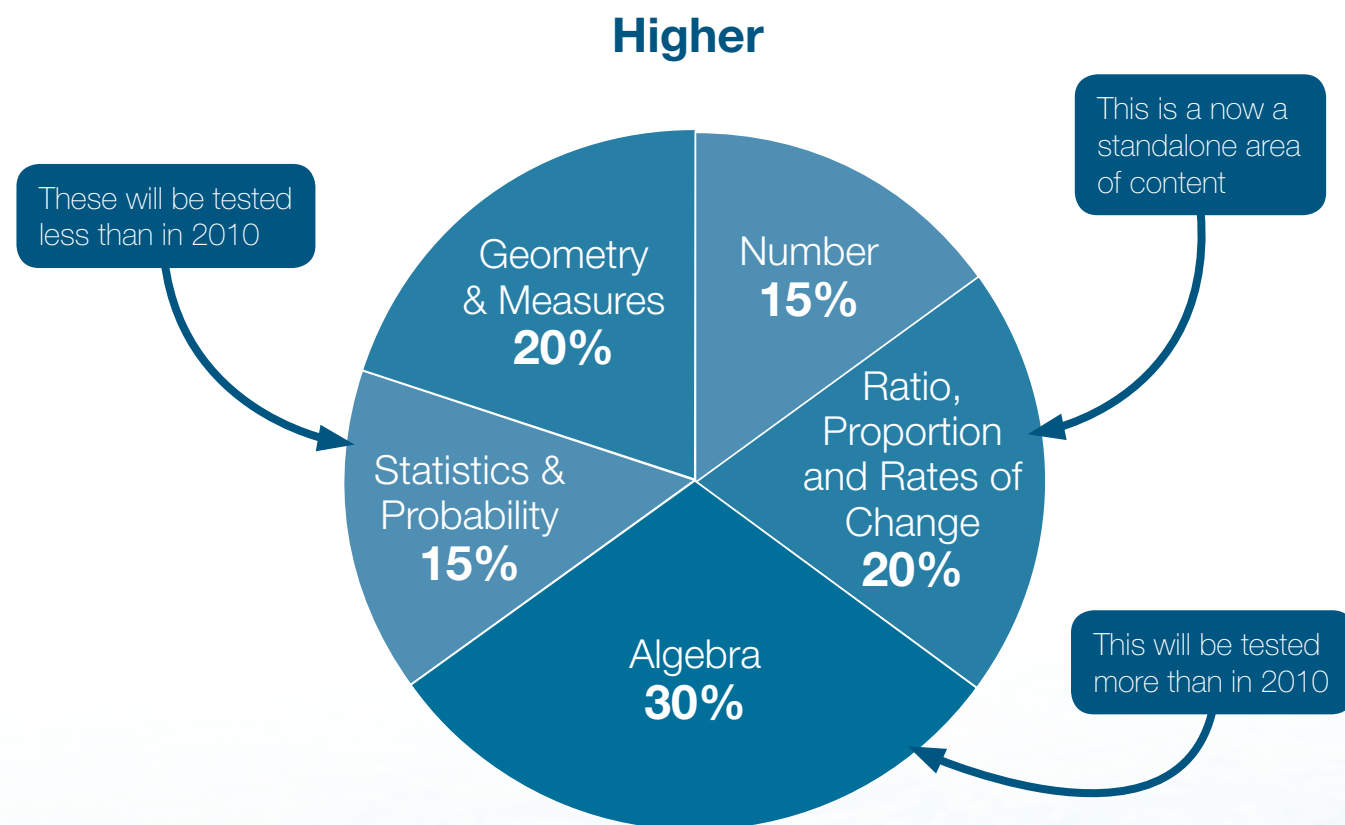 Higher
This is a now a
standalone area
of content
These will be tested
less than in 2010
Geometry
& Measures
20%
Number
15%
Ratio,
Proportion
and Rates of
Change
20%
Statistics &
Probability
15%
Algebra
30%
This will be tested
more than in 2010